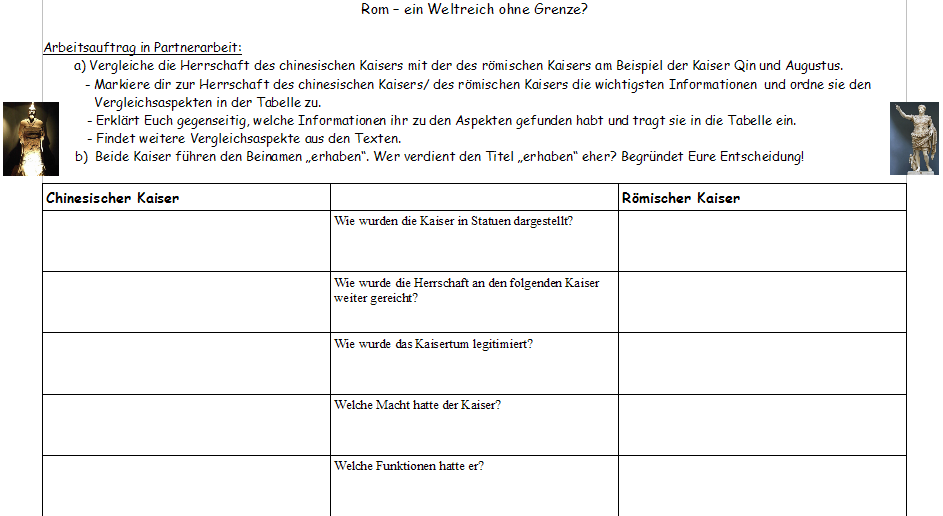 Rom – ein Weltreich ohne Grenze?
Arbeitsauftrag in Partnerarbeit:
a) Vergleiche die Herrschaft des chinesischen Kaisers mit der des römischen Kaisers am Beispiel der Kaiser Qin und Augustus.
- Markiere dir zur Herrschaft des chinesischen Kaisers/ des römischen Kaisers die wichtigsten Informationen und ordne sie den
Vergleichsaspekten in der Tabelle zu.
- Erklärt Euch gegenseitig, welche Informationen ihr zu den Aspekten gefunden habt und tragt sie in die Tabelle ein.
- Findet weitere Vergleichsaspekte aus den Texten.
b) Beide Kaiser führen den Beinamen „erhaben“. Wer verdient den Titel „erhaben“ eher? Begründet Eure Entscheidung!
Chinesischer Kaiser
Römischer Kaiser
Wie wurden die Kaiser in Statuen dargestellt?
Wie wurde die Herrschaft an den folgenden Kaiser
weiter gereicht?
Wie wurde das Kaisertum legitimiert?
Welche Macht hatte der Kaiser?
Welche Funktionen hatte er?